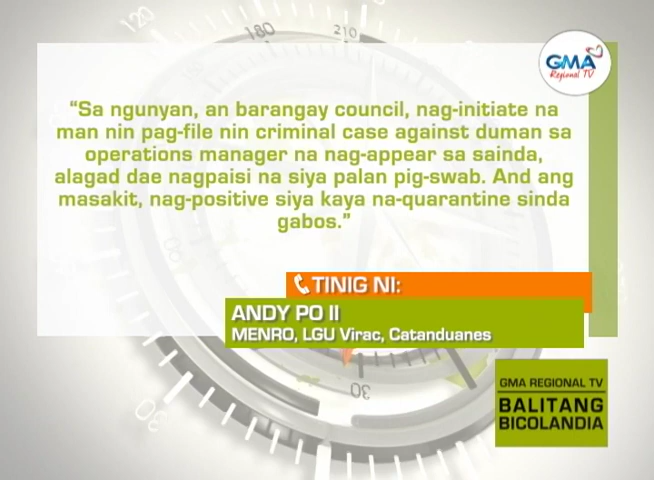 180
210
GMA
Regional TV
“Sa ngunyan, an barangay council, nag-initiate na
man nin pag-file nin criminal case against duman sa
operations manager na nag-appear sa sainda,
alagad dae nagpaisi na siya palan pig-swab. And ang
masakit, nag-positive siya kaya na-quarantine sinda
gabos.”
TINIG NI:
ANDY PO II
MENRO, LGU Virac, Catanduanes
30
GMA REGIONAL TV
BALITANG
BICOLANDIA